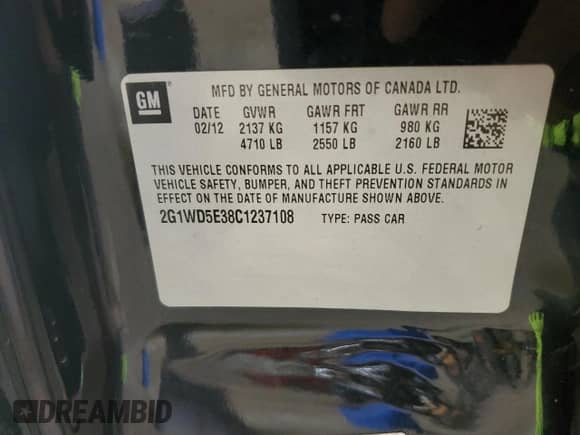 GM
MFD BY GENERAL MOTORS OF CANADA LTD.
DATE GVWR GAWR FRT GAWR RR
02/12 2137 KG 1157 KG 980 KG
4710 LB 2550 LB 2160 LB
THIS VEHICLE CONFORMS TO ALL APPLICABLE U.S. FEDERAL MOTOR
VEHICLE SAFETY, BUMPER, AND THEFT PREVENTION STANDARDS IN
EFFECT ON THE DATE OF MANUFACTURE SHOWN ABOVE.
2G1WD5E38C1237108 TYPE: PASS CAR
DREAMBID